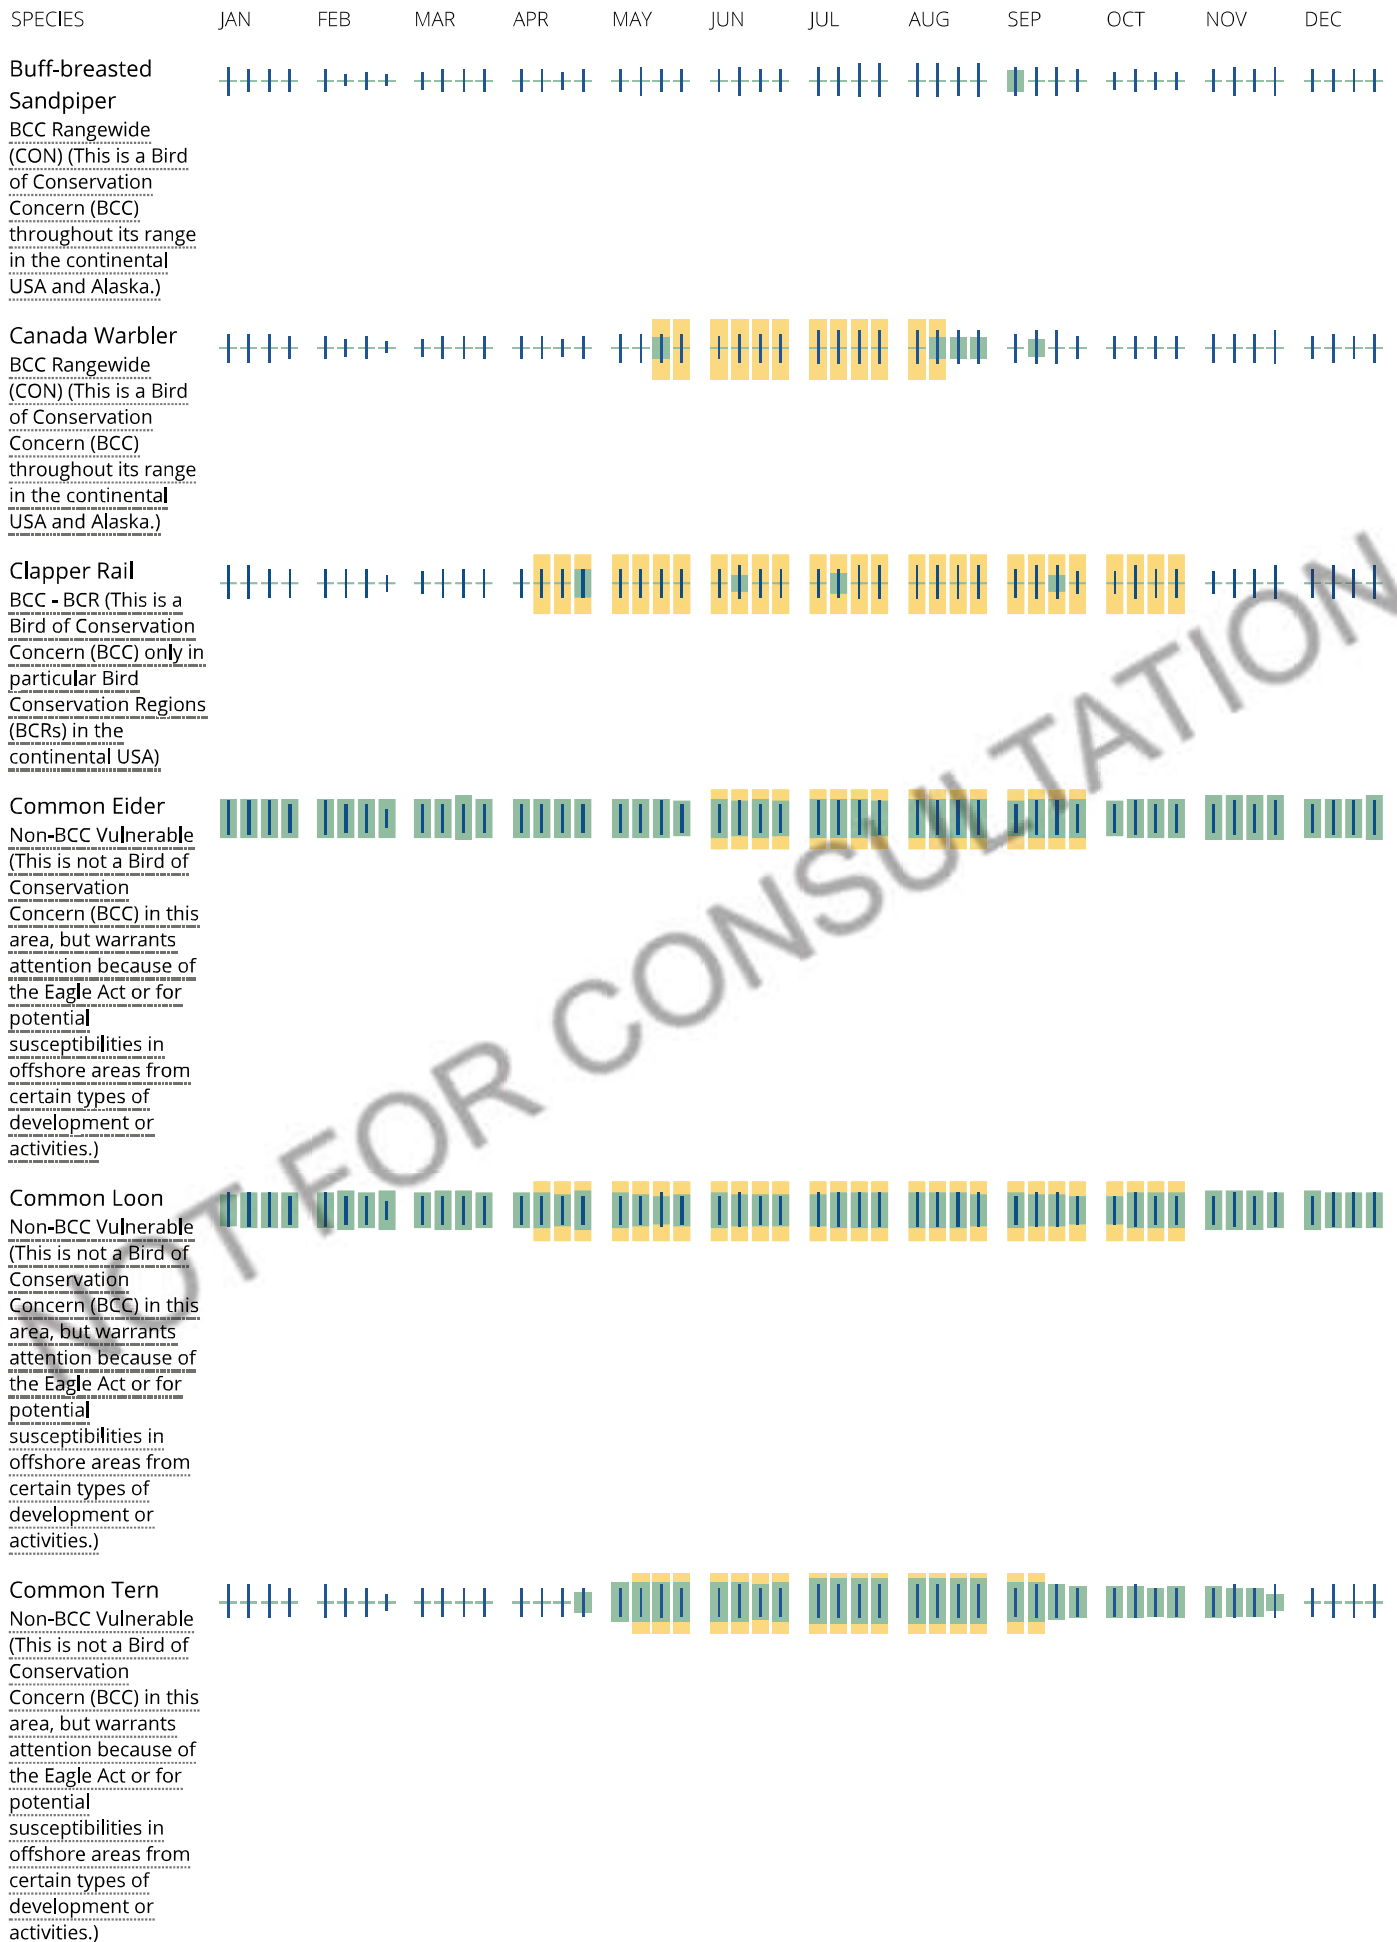 SPECIES JAN FEB MAR APR MAY JUN JUL AUG SEP OCT NOV DEC
Buff-breasted
Sandpiper
BCC Rangewide
(CON) (This is a Bird
of Conservation
Concern (BCC)
throughout its range
in the continental
USA and Alaska.)
Canada Warbler
BCC Rangewide
(CON) (This is a Bird
of Conservation
Concern (BCC)
throughout its range
in the continental
USA and Alaska.)
Clapper Rail
BCC - BCR (This is a
Bird of Conservation
Concern (BCC) only in
particular Bird
Conservation Regions
(BCRs) in the
continental USA)
Common Eider
Non-BCC Vulnerable
(This is not a Bird of
Conservation
Concern (BCC) in this
area, but warrants
attention because of
the Eagle Act or for
potential
susceptibilities in
offshore areas from
certain types of
development or
activities.)
Common Loon
Non-BCC Vulnerable
(This is not a Bird of
Conservation
Concern (BCC) in this
area, but warrants
attention because of
the Eagle Act or for
potential
susceptibilities in
offshore areas from
certain types of
development or
activities.)
Common Tern
Non-BCC Vulnerable
(This is not a Bird of
Conservation
Concern (BCC) in this
area, but warrants
attention because of
the Eagle Act or for
potential
susceptibilities in
offshore areas from
certain types of
development or
activities.)
NOT FOR CONSULTATION